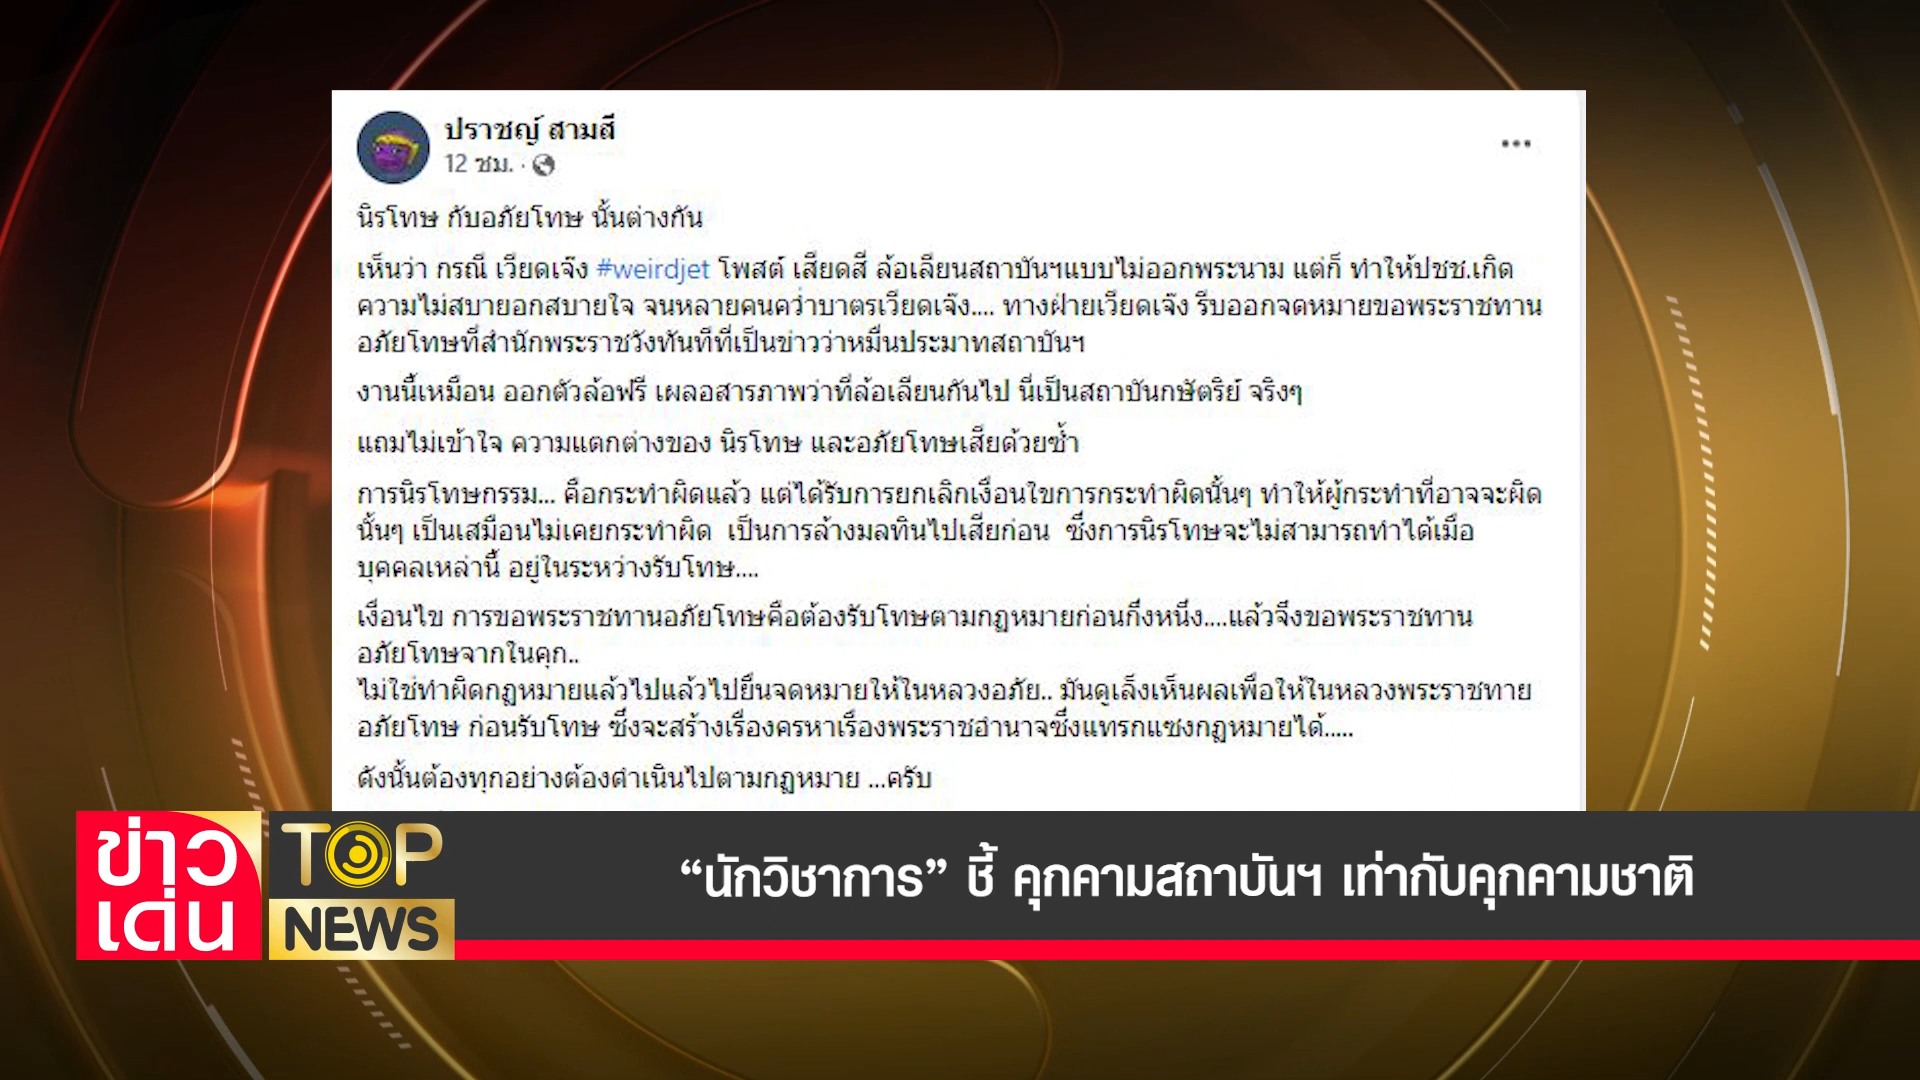 ปราชญ์ สามสี
12 ชม. ·
นิรโทษ กับอภัยโทษ นั้นต่างกัน
เห็นว่า กรณี เวียดเจ๊ง #weirdjet โพสต์ เสียดสี ล้อเลียนสถาบันฯแบบไม่ออกพระนาม แต่ก็ ทำให้ปชช.เกิด
ความไม่สบายอกสบายใจ จนหลายคนคว่ำบาตรเวียดเจ๊ง.... ทางฝ่ายเวียดเจ๊ง รีบออกจดหมายขอพระราชทาน
อภัยโทษที่สำนักพระราชวังทันทีที่เป็นข่าวว่าหมื่นประมาทสถาบันฯ
งานนี้เหมือน ออกตัวล้อฟรี เผลอสารภาพว่าที่ล้อเลียนกันไป นี่เป็นสถาบันกษัตริย์ จริงๆ
แถมไม่เข้าใจ ความแตกต่างของ นิรโทษ และอภัยโทษเสียด้วยซ้ำ
การนิรโทษกรรม... คือกระทำผิดแล้ว แต่ได้รับการยกเลิกเงื่อนใขการกระทำผิดนั้นๆ ทำให้ผู้กระทำที่อาจจะผิด
นั้นๆ เป็นเสมือนไม่เคยกระทำผิด เป็นการล้างมลทินไปเสียก่อน ซึ่งการนิรโทษจะไม่สามารถทำได้เมื่อ
บุคคลเหล่านี้ อยู่ในระหว่างรับโทษ....
เงื่อนไข การขอพระราชทานอภัยโทษคือต้องรับโทษตามกฎหมายก่อนกึ่งหนึ่ง....แล้วจึงขอพระราชทาน
อภัยโทษจากในคุก..
ไม่ใช่ทำผิดกฎหมายแล้วไปแล้วไปยื่นจดหมายให้ในหลวงอภัย.. มันดูเล็งเห็นผลเพื่อให้ในหลวงพระราชทาย
อภัยโทษ ก่อนรับโทษ ซึ่งจะสร้างเรื่องครหาเรื่องพระราชอำนาจซึ่งแทรกแซงกฎหมายได้.....
ดังนั้นต้องทุกอย่างต้องดำเนินไปตามกฎหมาย ...ครับ
ข่าว
เด่น
TOP
NEWS
“นักวิชาการ” ชี้ คุกคามสถาบันฯ เท่ากับคุกคามชาติ